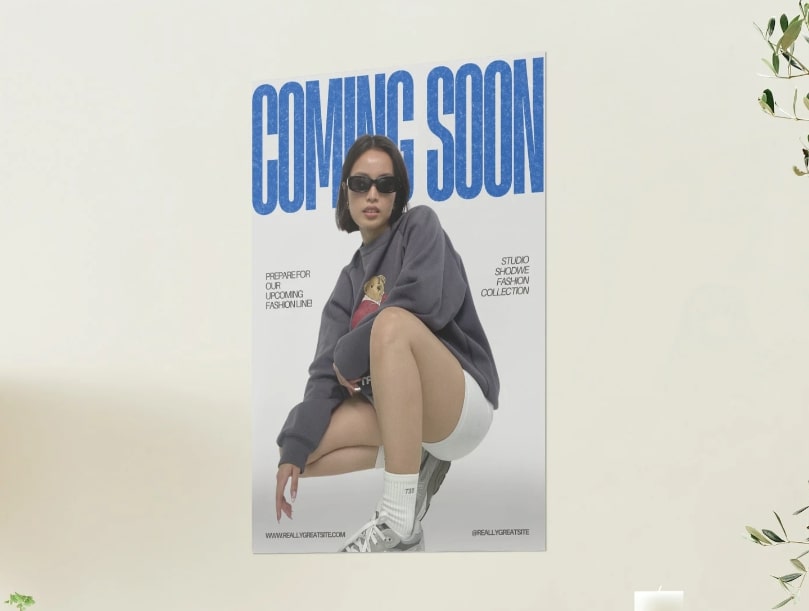 COMING SOON
PREPARE FOR
OUR
UPCOMING
FASHION LINE!
STUDIO
SHODWE
FASHION
COLLECTION
WWW.REALLYGREATSITE.COM
@REALLYGREATSITE